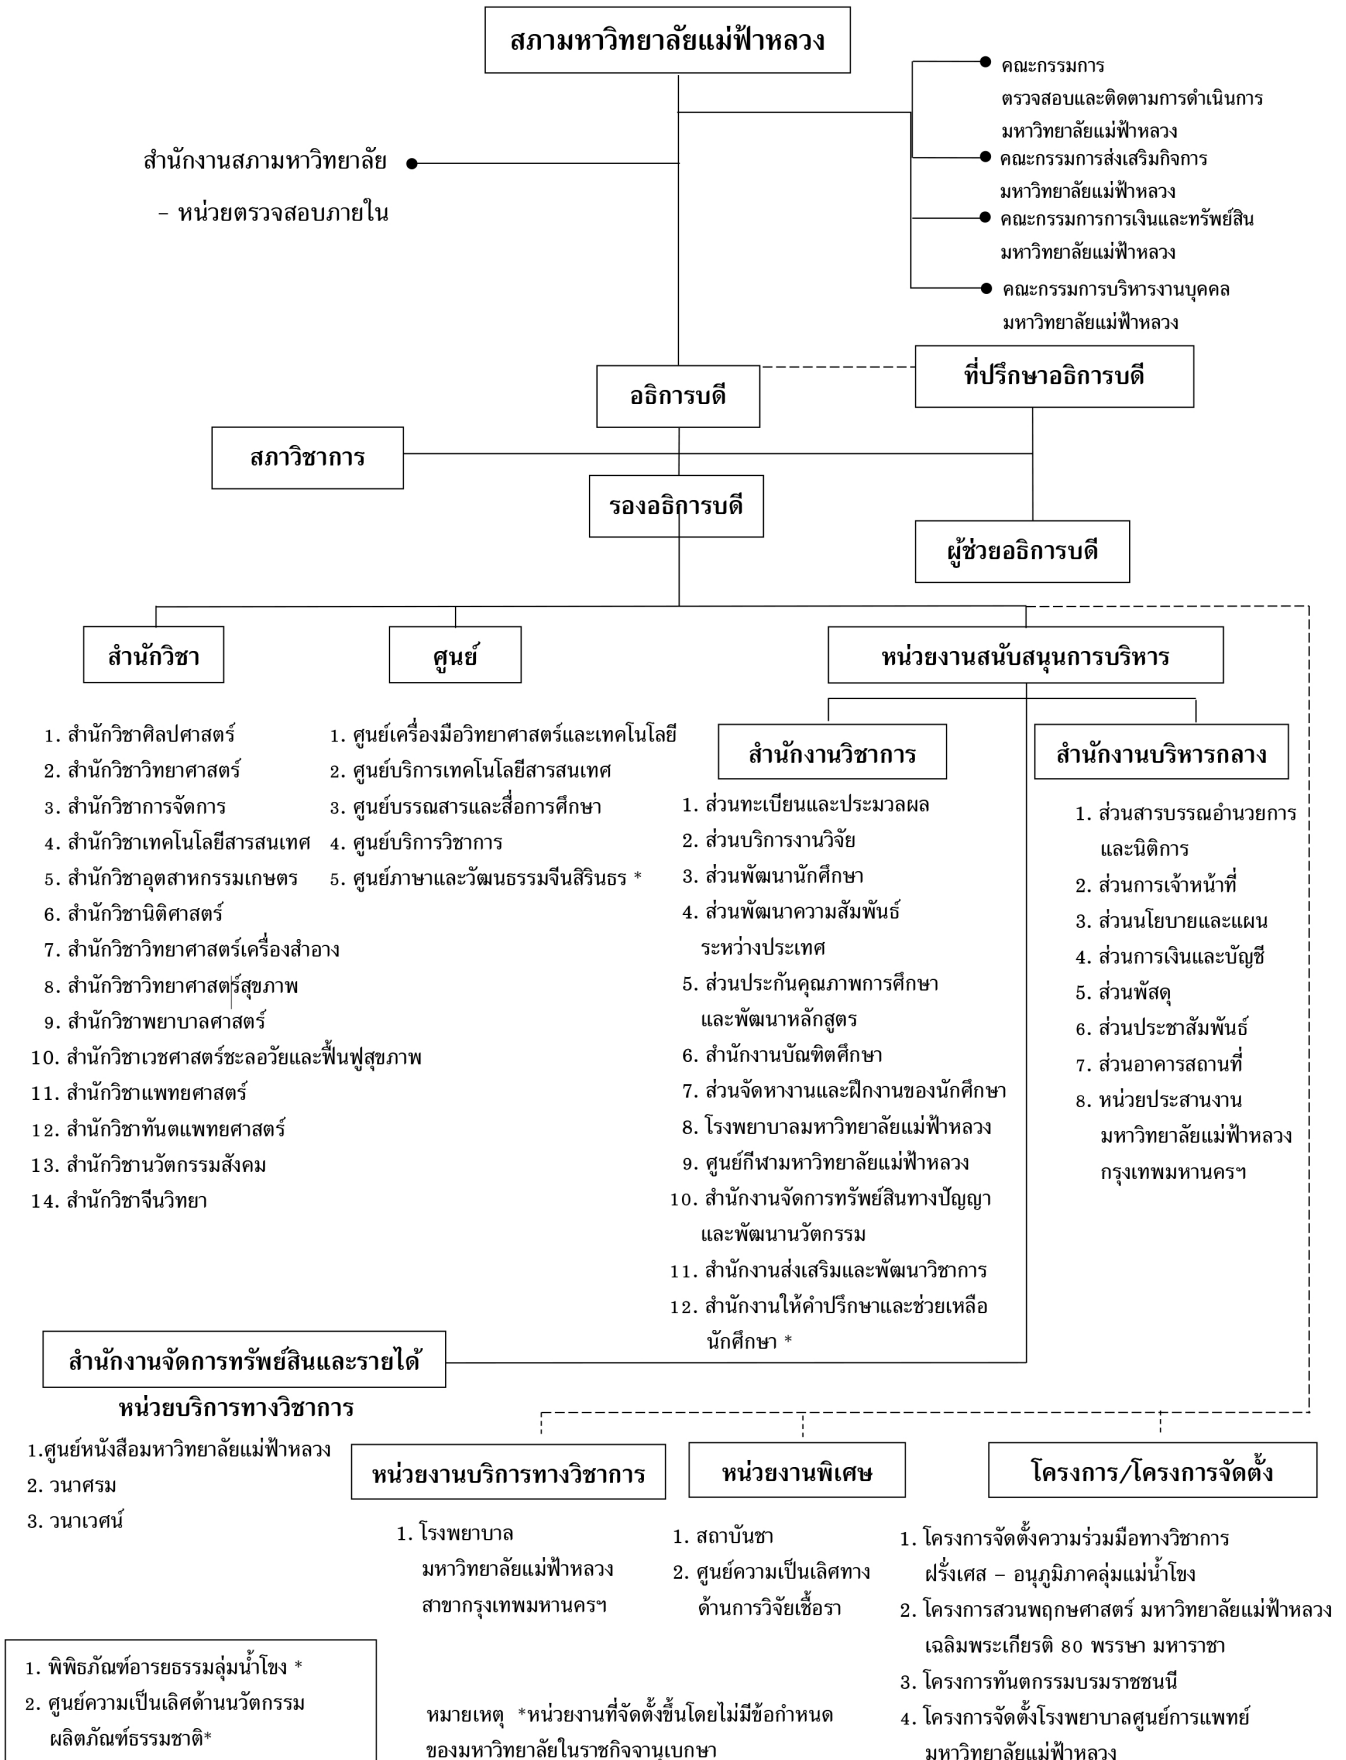 สภามหาวิทยาลัยแม่ฟ้าหลวง
คณะกรรมการ
ตรวจสอบและติดตามการดำเนินการ
มหาวิทยาลัยแม่ฟ้าหลวง
คณะกรรมการส่งเสริมกิจการ
มหาวิทยาลัยแม่ฟ้าหลวง
คณะกรรมการการเงินและทรัพย์สิน
มหาวิทยาลัยแม่ฟ้าหลวง
คณะกรรมการบริหารงานบุคคล
มหาวิทยาลัยแม่ฟ้าหลวง
สำนักงานสภามหาวิทยาลัย
– หน่วยตรวจสอบภายใน
อธิการบดี
ที่ปรึกษาอธิการบดี
สภาวิชาการ
รองอธิการบดี
ผู้ช่วยอธิการบดี
สำนักวิชา
1. สำนักวิชาศิลปศาสตร์
2. สำนักวิชาวิทยาศาสตร์
3. สำนักวิชาการจัดการ
4. สำนักวิชาเทคโนโลยีสารสนเทศ
5. สำนักวิชาอุตสาหกรรมเกษตร
6. สำนักวิชานิติศาสตร์
7. สำนักวิชาวิทยาศาสตร์เครื่องสำอาง
8. สำนักวิชาวิทยาศาสตร์สุขภาพ
9. สำนักวิชาพยาบาลศาสตร์
10. สำนักวิชาเวชศาสตร์ชะลอวัยและฟื้นฟูสุขภาพ
11. สำนักวิชาแพทยศาสตร์
12. สำนักวิชาทันตแพทยศาสตร์
13. สำนักวิชานวัตกรรมสังคม
14. สำนักวิชาจีนวิทยา
ศูนย์
1. ศูนย์เครื่องมือวิทยาศาสตร์และเทคโนโลยี
2. ศูนย์บริการเทคโนโลยีสารสนเทศ
3. ศูนย์บรรณสารและสื่อการศึกษา
4. ศูนย์บริการวิชาการ
5. ศูนย์ภาษาและวัฒนธรรมจีนสิรินธร *
หน่วยงานสนับสนุนการบริหาร
สำนักงานวิชาการ
1. ส่วนทะเบียนและประมวลผล
2. ส่วนบริการงานวิจัย
3. ส่วนพัฒนานักศึกษา
4. ส่วนพัฒนาความสัมพันธ์
ระหว่างประเทศ
5. ส่วนประกันคุณภาพการศึกษา
และพัฒนาหลักสูตร
6. สำนักงานบัณฑิตศึกษา
7. ส่วนจัดหางานและฝึกงานของนักศึกษา
8. โรงพยาบาลมหาวิทยาลัยแม่ฟ้าหลวง
9. ศูนย์กีฬามหาวิทยาลัยแม่ฟ้าหลวง
10. สำนักงานจัดการทรัพย์สินทางปัญญา
และพัฒนานวัตกรรม
11. สำนักงานส่งเสริมและพัฒนาวิชาการ
12. สำนักงานให้คำปรึกษาและช่วยเหลือ
นักศึกษา *
สำนักงานบริหารกลาง
1. ส่วนสารบรรณอำนวยการ
และนิติการ
2. ส่วนการเจ้าหน้าที่
3. ส่วนนโยบายและแผน
4. ส่วนการเงินและบัญชี
5. ส่วนพัสดุ
6. ส่วนประชาสัมพันธ์
7. ส่วนอาคารสถานที่
8. หน่วยประสานงาน
มหาวิทยาลัยแม่ฟ้าหลวง
กรุงเทพมหานครฯ
สำนักงานจัดการทรัพย์สินและรายได้
หน่วยบริการทางวิชาการ
1.ศูนย์หนังสือมหาวิทยาลัยแม่ฟ้าหลวง
2. วนาศรม
3. วนาเวศน์
หน่วยงานบริการทางวิชาการ
1. โรงพยาบาล
มหาวิทยาลัยแม่ฟ้าหลวง
สาขากรุงเทพมหานครฯ
หน่วยงานพิเศษ
1. สถาบันชา
2. ศูนย์ความเป็นเลิศทาง
ด้านการวิจัยเชื้อรา
โครงการ/โครงการจัดตั้ง
1. โครงการจัดตั้งความร่วมมือทางวิชาการ
ฝรั่งเศส – อนุภูมิภาคลุ่มแม่น้ำโขง
2. โครงการสวนพฤกษศาสตร์ มหาวิทยาลัยแม่ฟ้าหลวง
เฉลิมพระเกียรติ 80 พรรษา มหาราชา
3. โครงการทันตกรรมบรมราชชนนี
4. โครงการจัดตั้งโรงพยาบาลศูนย์การแพทย์
มหาวิทยาลัยแม่ฟ้าหลวง
1. พิพิธภัณฑ์อารยธรรมลุ่มน้ำโขง *
2. ศูนย์ความเป็นเลิศด้านนวัตกรรม
ผลิตภัณฑ์ธรรมชาติ*
หมายเหตุ *หน่วยงานที่จัดตั้งขึ้นโดยไม่มีข้อกำหนด
ของมหาวิทยาลัยในราชกิจจานุเบกษา